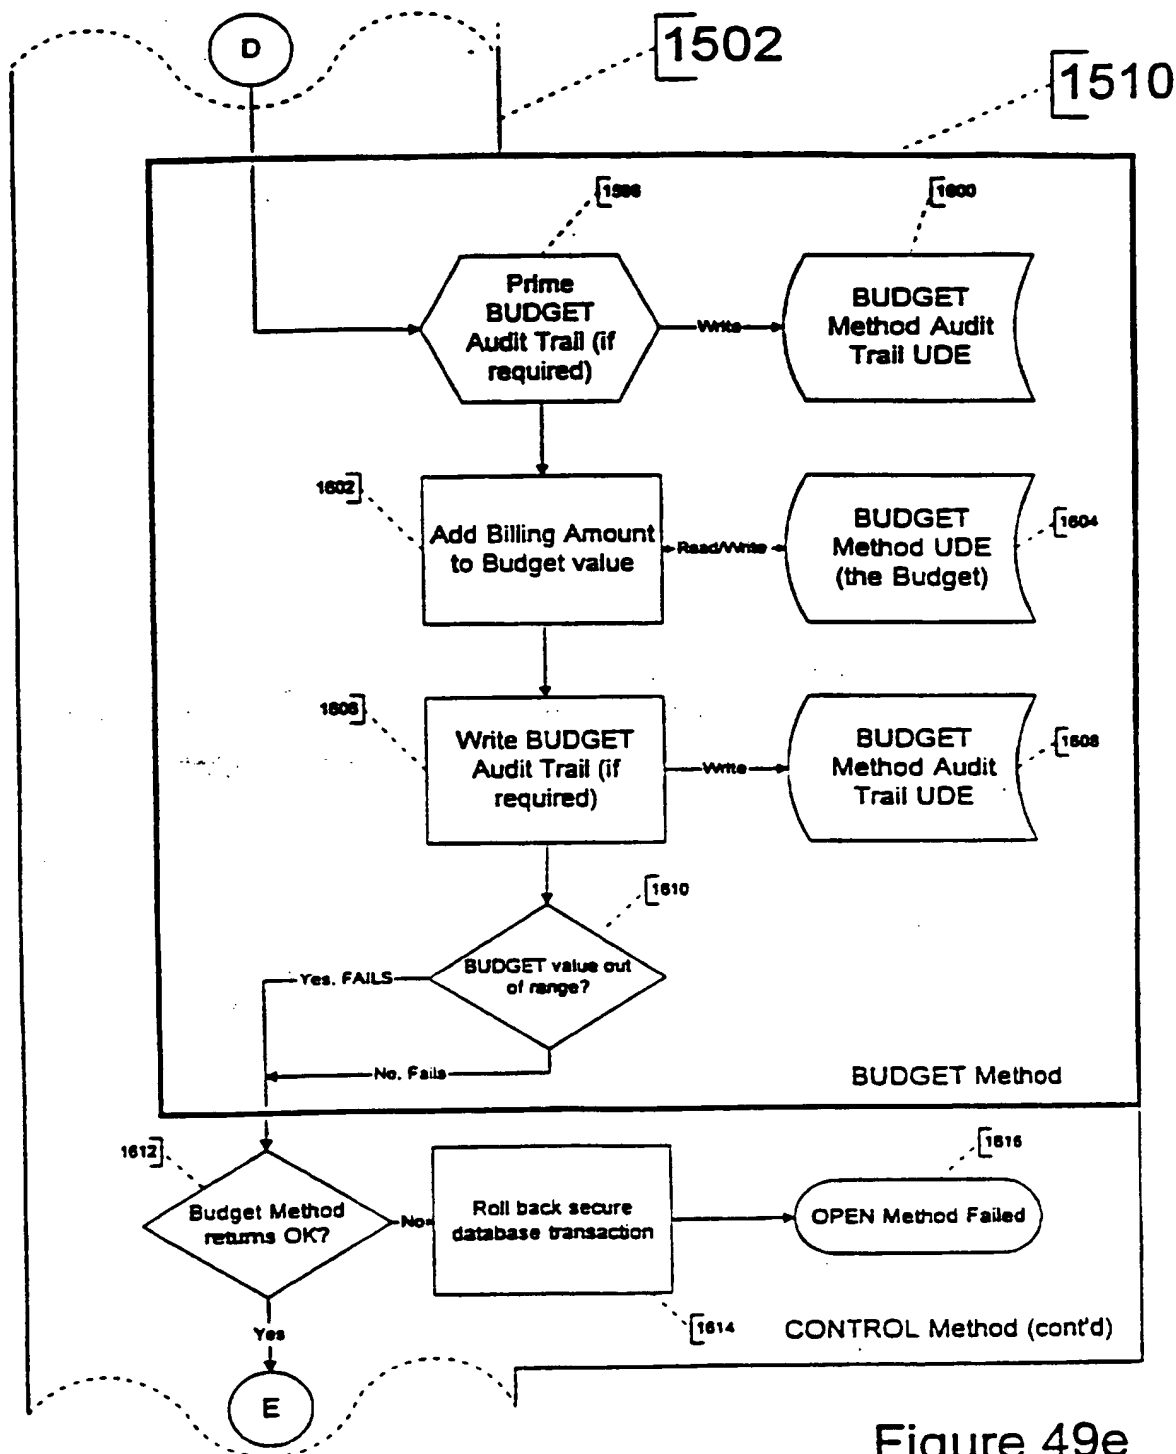 D
1502
1510
1596
1600
Prime
BUDGET
Audit Trail (if
required)
Write
BUDGET
Method Audit
Trail UDE
1602
Add Billing Amount
to Budget value
Read/Write
BUDGET
Method UDE
(the Budget)
1604
1606
Write BUDGET
Audit Trail (if
required)
Write
BUDGET
Method Audit
Trail UDE
1608
1610
BUDGET value out
of range?
Yes. FAILS
No. Fails
BUDGET Method
1612
Budget Method
returns OK?
No
Roll back secure
database transaction
1616
OPEN Method Failed
1614
CONTROL Method (cont'd)
Yes
E
Figure 49e